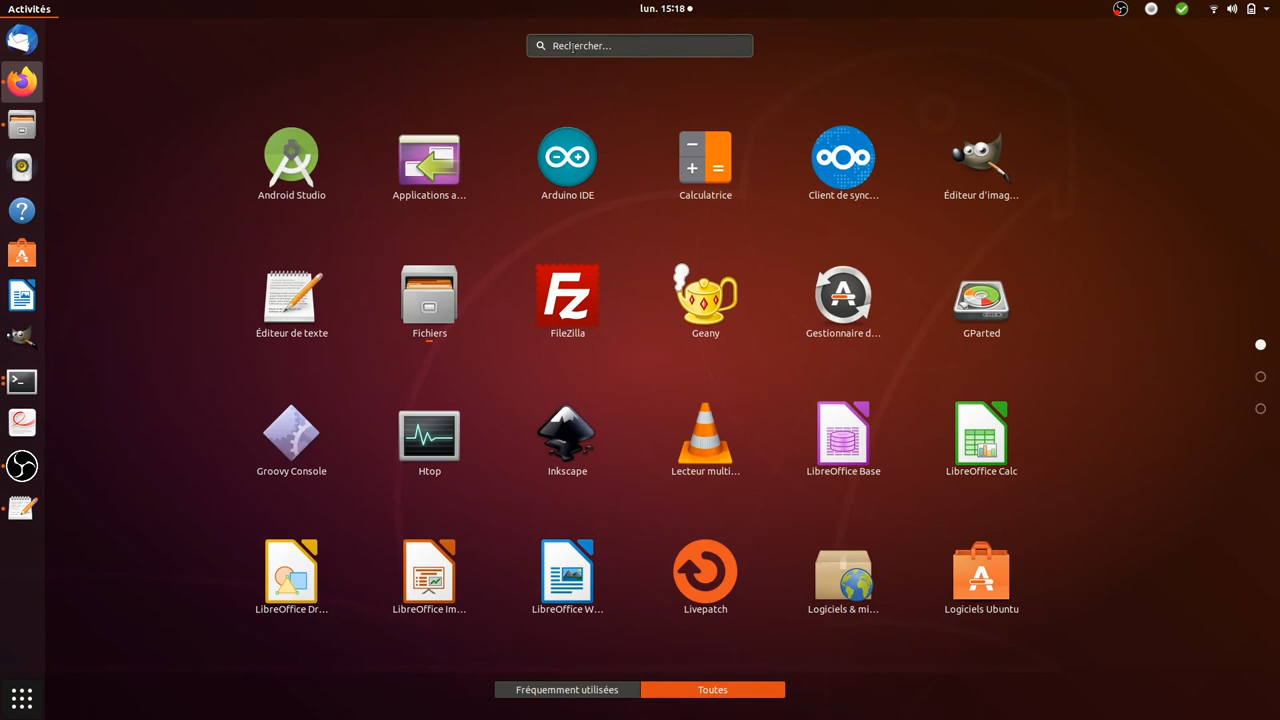 Activités
lun. 15:18
Rechercher...
Android Studio
Applications a...
Arduino IDE
Calculatrice
Client de sync...
Éditeur d'imag...
Éditeur de texte
Fichiers
FileZilla
Geany
Gestionnaire d...
GParted
Groovy Console
Htop
Inkscape
Lecteur multi...
LibreOffice Base
LibreOffice Calc
LibreOffice Dr...
LibreOffice Im...
LibreOffice W...
Livepatch
Logiciels & mi...
Logiciels Ubuntu
Fréquemment utilisées
Toutes